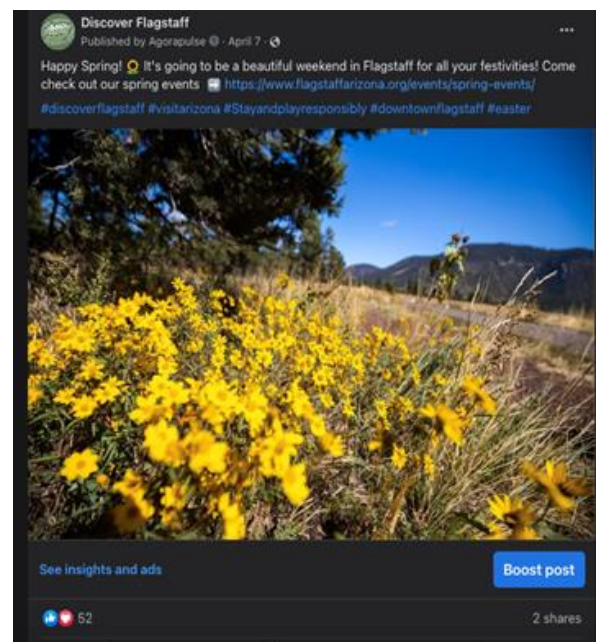 Discover Flagstaff
Published by Agorapulse · April 7 ·
Happy Spring! It's going to be a beautiful weekend in Flagstaff for all your festivities! Come
check out our spring events https://www.flagstaffarizona.org/events/spring-events/
#discoverflagstaff #visitarizona #Stayandplayresponsibly #downtownflagstaff #easter
See insights and ads
Boost post
52
2 shares